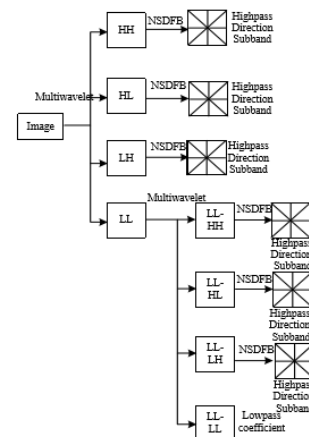 HH
NSDFB
Highpass
Direction
Subband
Multiwavelet
HL
NSDFB
Highpass
Direction
Subband
Image
LH
NSDFB
Highpass
Direction
Subband
LL
Multiwavelet
LL-
HH
NSDFB
Highpass
Direction
Subband
LL-
HL
NSDFB
Highpass
Direction
Subband
LL-
LH
NSDFB
Highpass
Direction
Subband
LL-
LL
Lowpass
coefficient